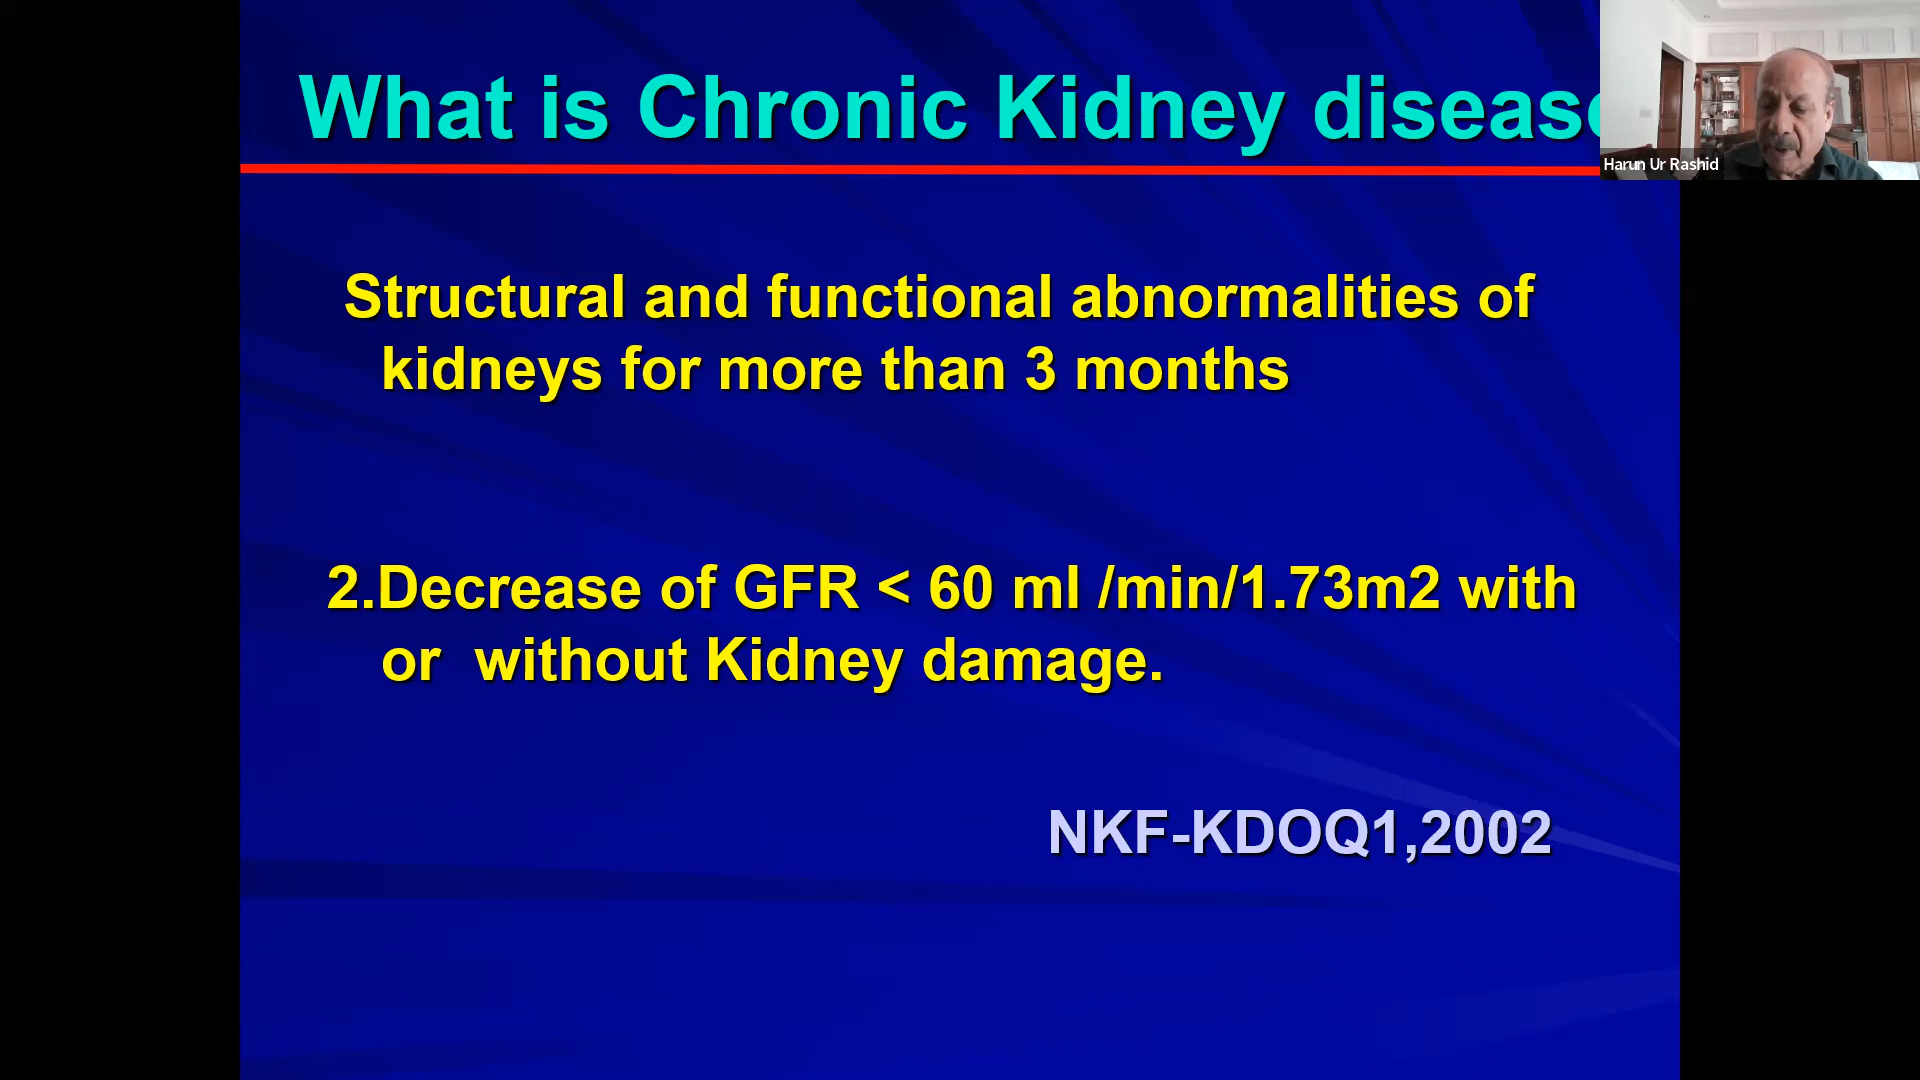 What is Chronic Kidney disease
Harun Ur Rashid
Structural and functional abnormalities of
kidneys for more than 3 months
2.Decrease of GFR < 60 ml /min/1.73m2 with
or  without Kidney damage.
NKF-KDOQ1,2002